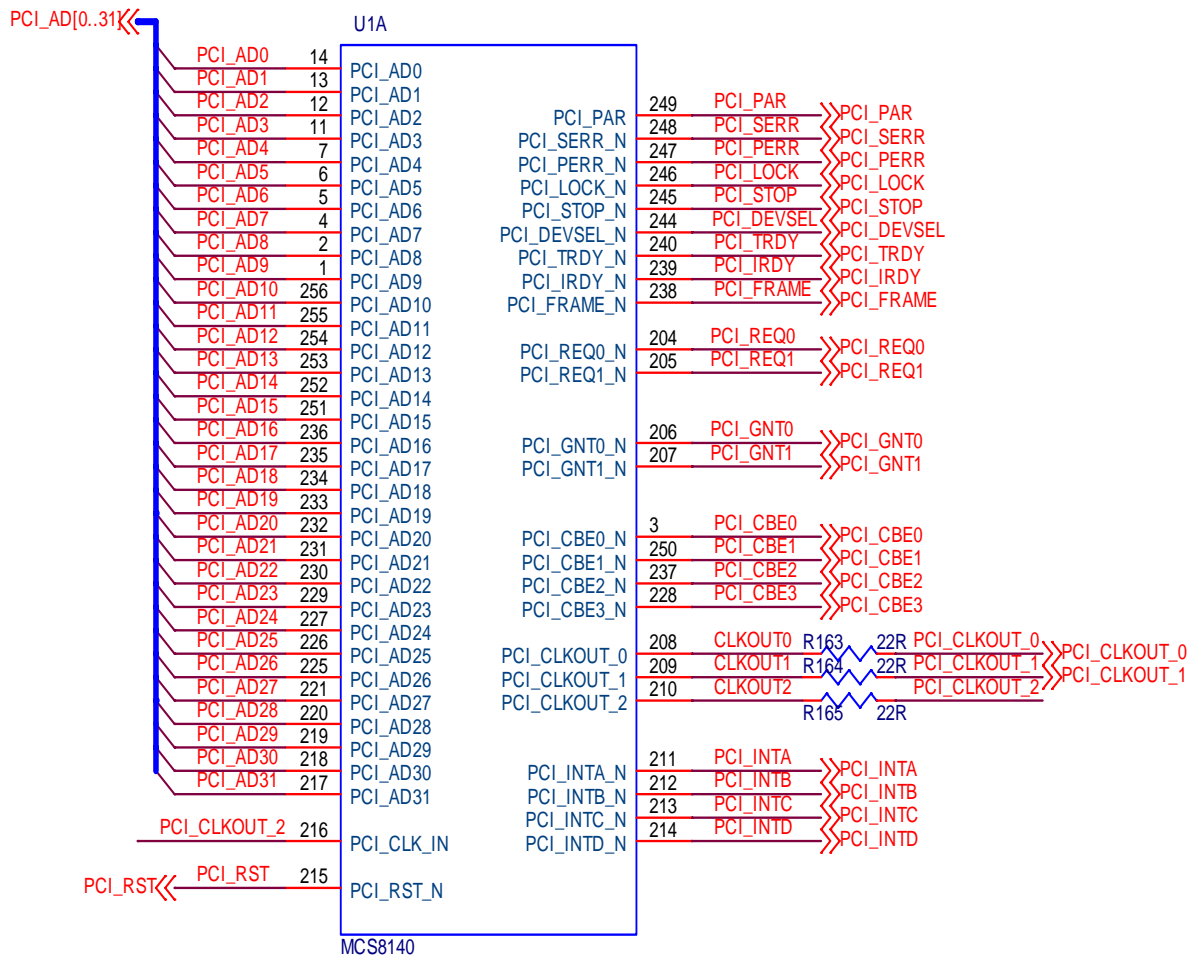 PCI_AD[0..31]
U1A
PCI_AD0 14 PCI_AD0
PCI_AD1 13 PCI_AD1
PCI_AD2 12 PCI_AD2
PCI_AD3 11 PCI_AD3
PCI_AD4 7 PCI_AD4
PCI_AD5 6 PCI_AD5
PCI_AD6 5 PCI_AD6
PCI_AD7 4 PCI_AD7
PCI_AD8 2 PCI_AD8
PCI_AD9 1 PCI_AD9
PCI_AD10 256 PCI_AD10
PCI_AD11 255 PCI_AD11
PCI_AD12 254 PCI_AD12
PCI_AD13 253 PCI_AD13
PCI_AD14 252 PCI_AD14
PCI_AD15 251 PCI_AD15
PCI_AD16 236 PCI_AD16
PCI_AD17 235 PCI_AD17
PCI_AD18 234 PCI_AD18
PCI_AD19 233 PCI_AD19
PCI_AD20 232 PCI_AD20
PCI_AD21 231 PCI_AD21
PCI_AD22 230 PCI_AD22
PCI_AD23 229 PCI_AD23
PCI_AD24 227 PCI_AD24
PCI_AD25 226 PCI_AD25
PCI_AD26 225 PCI_AD26
PCI_AD27 221 PCI_AD27
PCI_AD28 220 PCI_AD28
PCI_AD29 219 PCI_AD29
PCI_AD30 218 PCI_AD30
PCI_AD31 217 PCI_AD31
PCI_CLKOUT_2 216 PCI_CLK_IN
PCI_RST PCI_RST 215 PCI_RST_N
PCI_PAR 249 PCI_PAR PCI_PAR
PCI_SERR_N 248 PCI_SERR PCI_SERR
PCI_PERR_N 247 PCI_PERR PCI_PERR
PCI_LOCK_N 246 PCI_LOCK PCI_LOCK
PCI_STOP_N 245 PCI_STOP PCI_STOP
PCI_DEVSEL_N 244 PCI_DEVSEL PCI_DEVSEL
PCI_TRDY_N 240 PCI_TRDY PCI_TRDY
PCI_IRDY_N 239 PCI_IRDY PCI_IRDY
PCI_FRAME_N 238 PCI_FRAME PCI_FRAME
PCI_REQ0_N 204 PCI_REQ0 PCI_REQ0
PCI_REQ1_N 205 PCI_REQ1 PCI_REQ1
PCI_GNT0_N 206 PCI_GNT0 PCI_GNT0
PCI_GNT1_N 207 PCI_GNT1 PCI_GNT1
PCI_CBE0_N 3 PCI_CBE0 PCI_CBE0
PCI_CBE1_N 250 PCI_CBE1 PCI_CBE1
PCI_CBE2_N 237 PCI_CBE2 PCI_CBE2
PCI_CBE3_N 228 PCI_CBE3 PCI_CBE3
PCI_CLKOUT_0 208 CLKOUT0 R163 22R PCI_CLKOUT_0 PCI_CLKOUT_0
PCI_CLKOUT_1 209 CLKOUT1 R164 22R PCI_CLKOUT_1 PCI_CLKOUT_1
PCI_CLKOUT_2 210 CLKOUT2 R165 22R PCI_CLKOUT_2
PCI_INTA_N 211 PCI_INTA PCI_INTA
PCI_INTB_N 212 PCI_INTB PCI_INTB
PCI_INTC_N 213 PCI_INTC PCI_INTC
PCI_INTD_N 214 PCI_INTD PCI_INTD
MCS8140